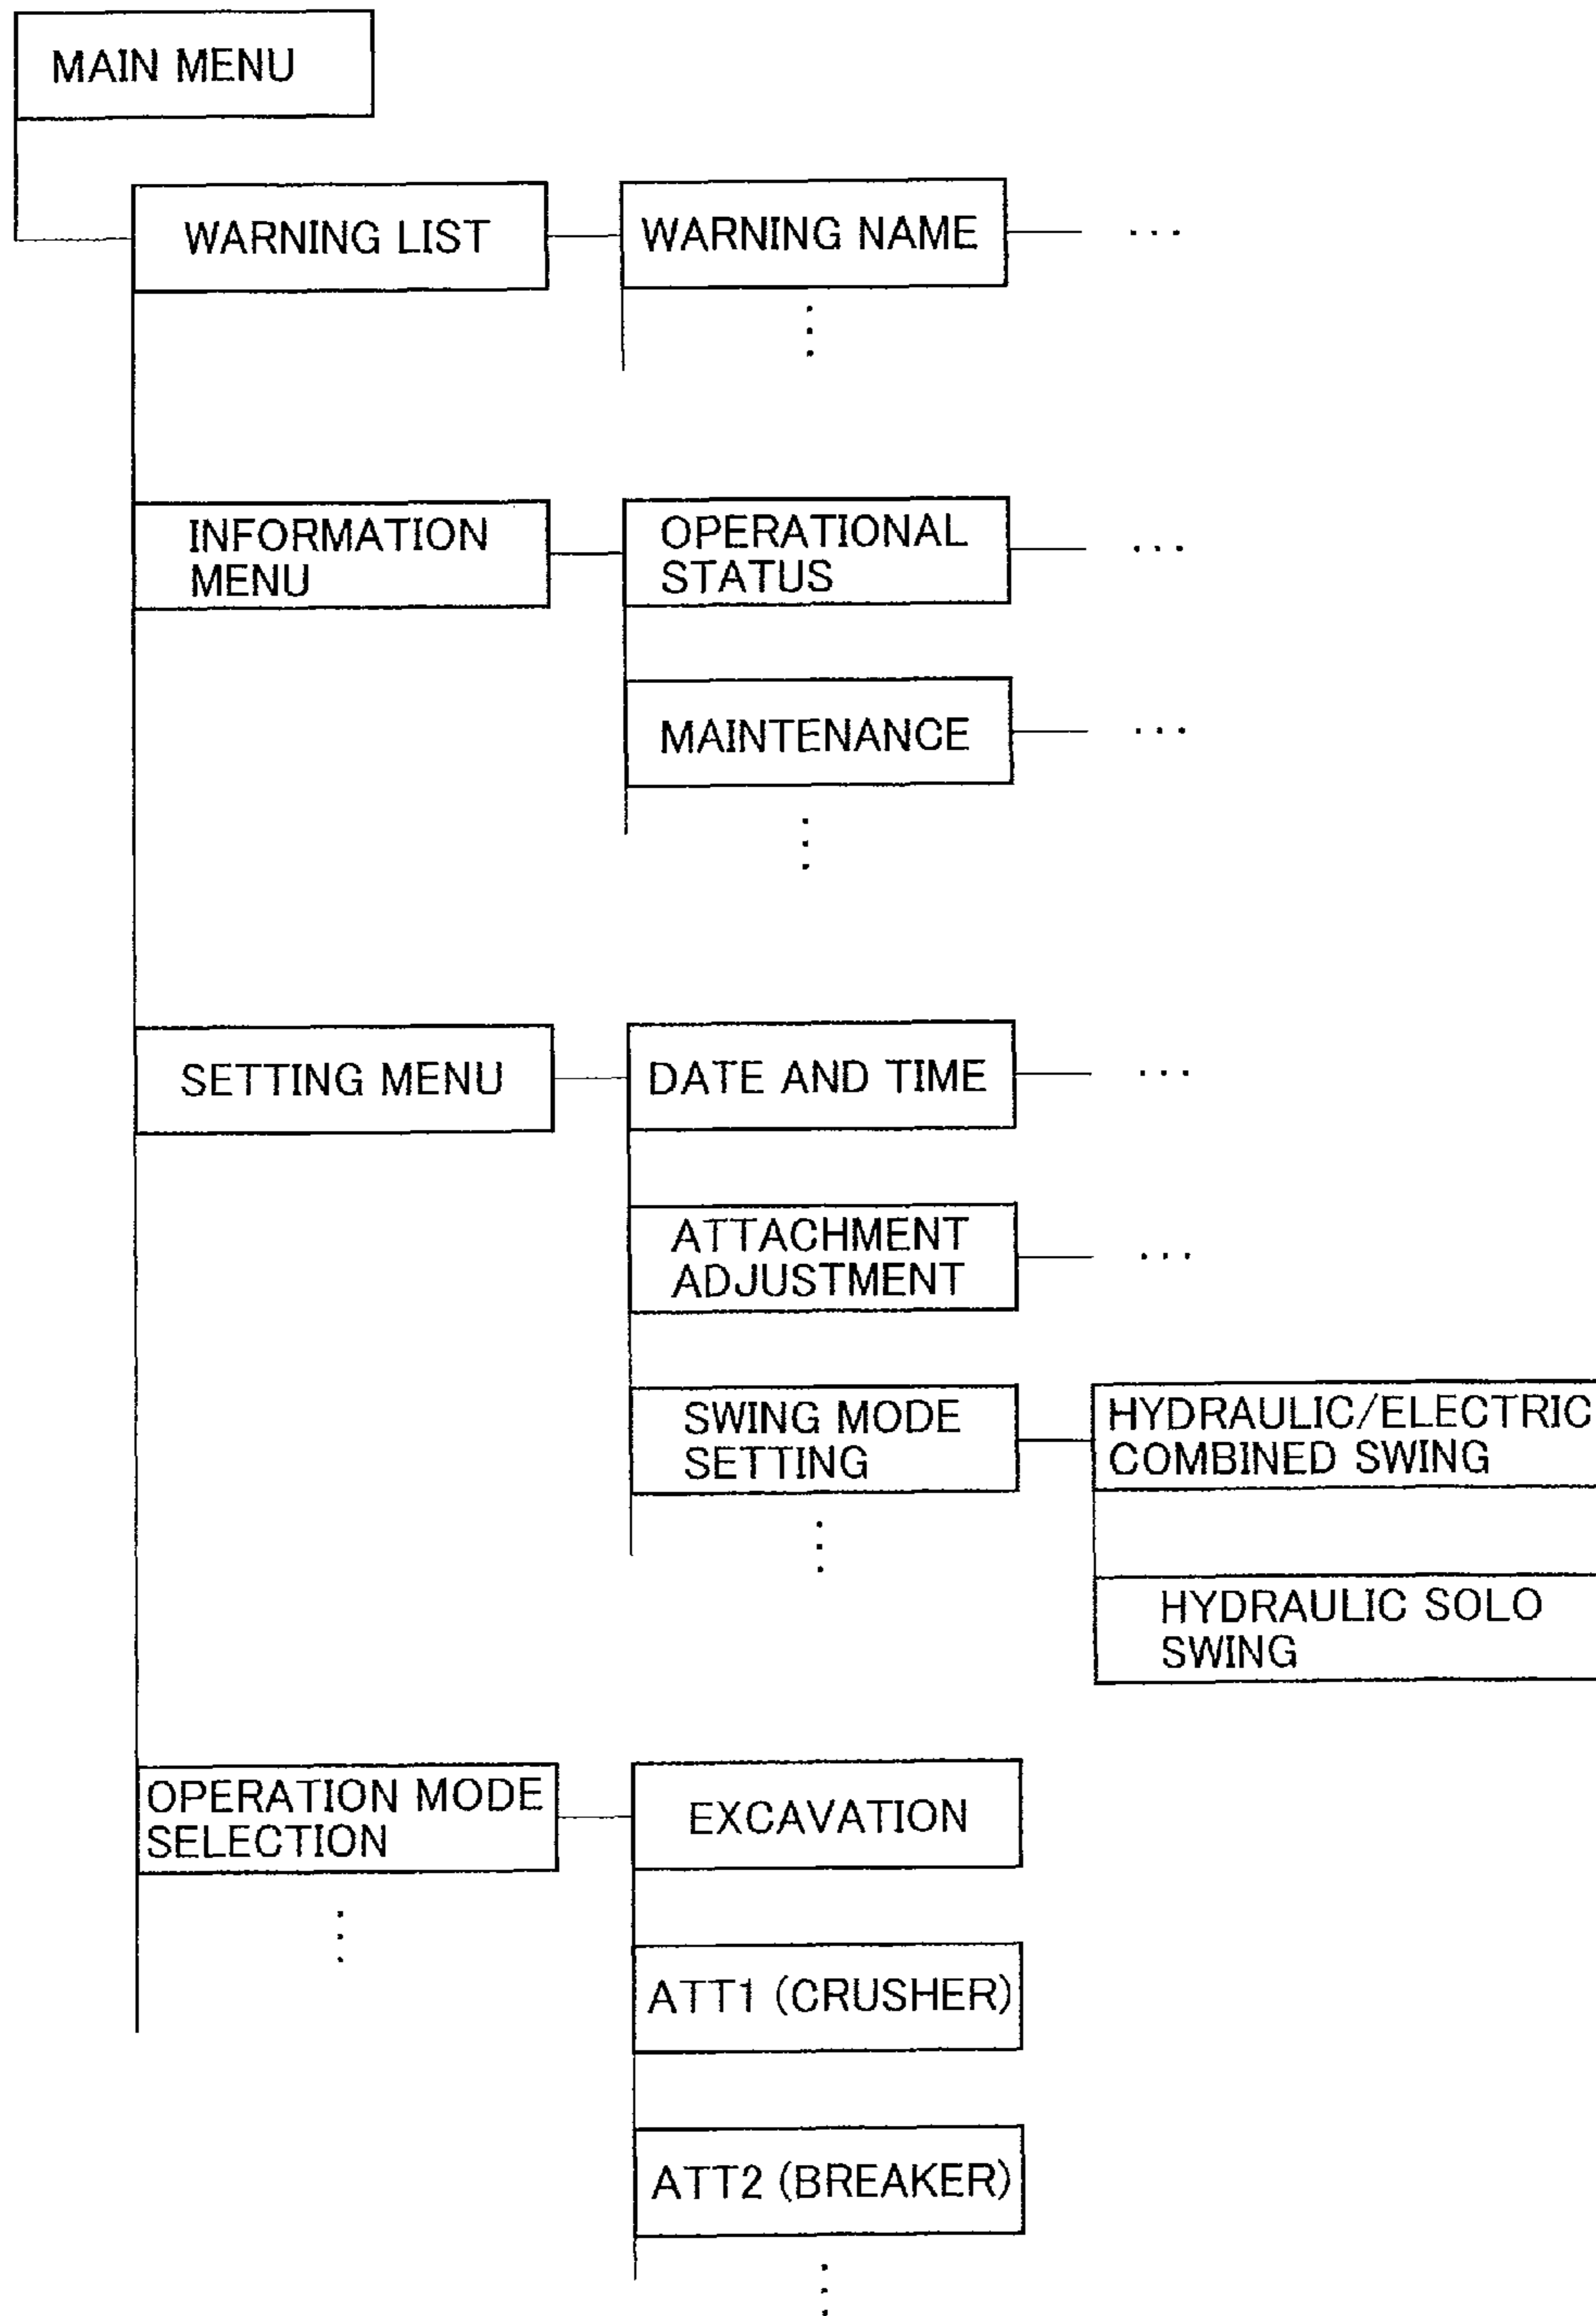 MAIN MENU
WARNING LIST
WARNING NAME
...
INFORMATION
MENU
OPERATIONAL
STATUS
...
MAINTENANCE
...
SETTING MENU
DATE AND TIME
...
ATTACHMENT
ADJUSTMENT
...
SWING MODE
SETTING
HYDRAULIC/ELECTRIC
COMBINED SWING
HYDRAULIC SOLO
SWING
OPERATION MODE
SELECTION
EXCAVATION
ATT1 (CRUSHER)
ATT2 (BREAKER)